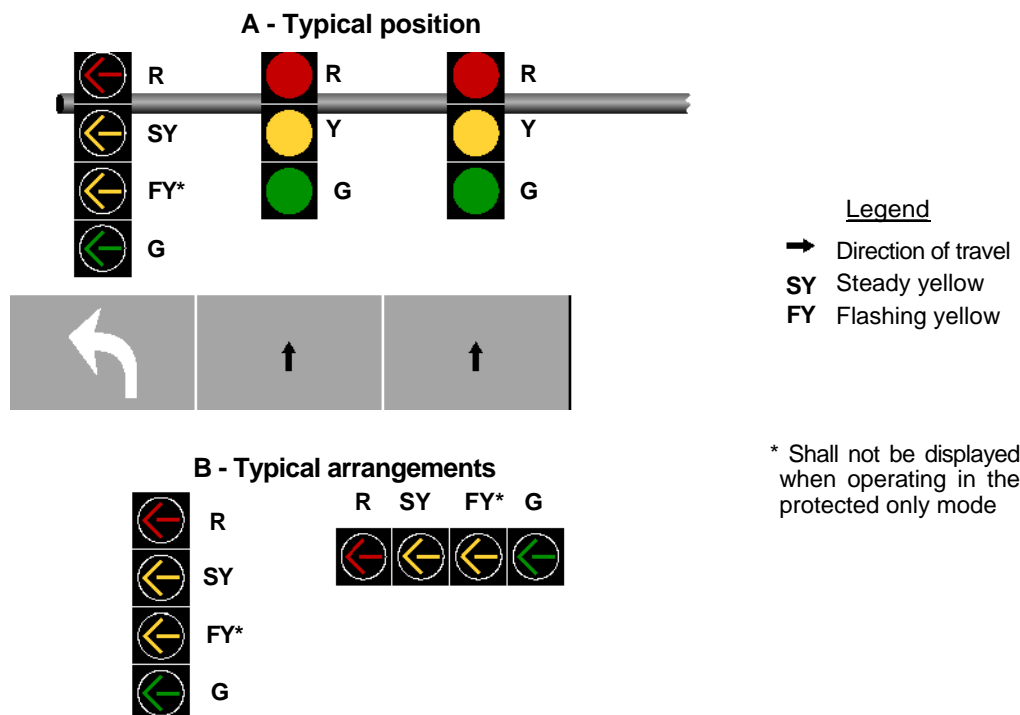 A - Typical position
R R R
SY Y Y
FY* G G
G
Legend
Direction of travel
SY Steady yellow
FY Flashing yellow
* Shall not be displayed
when operating in the
protected only mode
B - Typical arrangements
R SY FY* G
R
SY
FY*
G